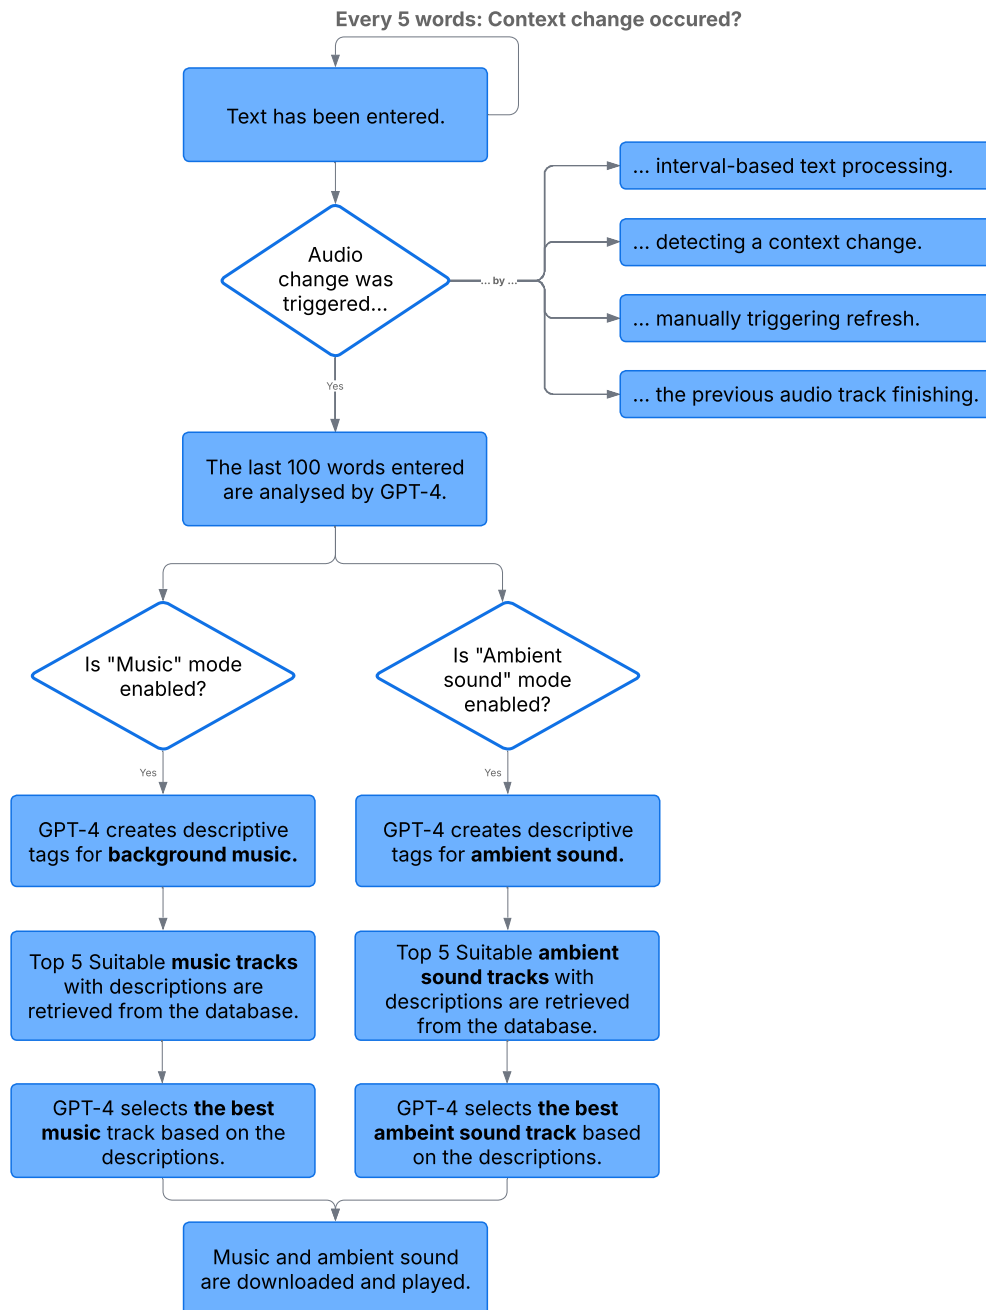 Every 5 words: Context change occured?
Text has been entered.
... interval-based text processing.
... detecting a context change.
Audio
change was
triggered...
... by ...
... manually triggering refresh.
... the previous audio track finishing.
Yes
The last 100 words entered
are analysed by GPT-4.
Is "Music" mode
enabled?
Is "Ambient
sound" mode
enabled?
Yes
Yes
GPT-4 creates descriptive
tags for background music.
GPT-4 creates descriptive
tags for ambient sound.
Top 5 Suitable music tracks
with descriptions are
retrieved from the database.
Top 5 Suitable ambient
sound tracks with
descriptions are retrieved
from the database.
GPT-4 selects the best
music track based on the
descriptions.
GPT-4 selects the best
ambeint sound track based
on the descriptions.
Music and ambient sound
are downloaded and played.